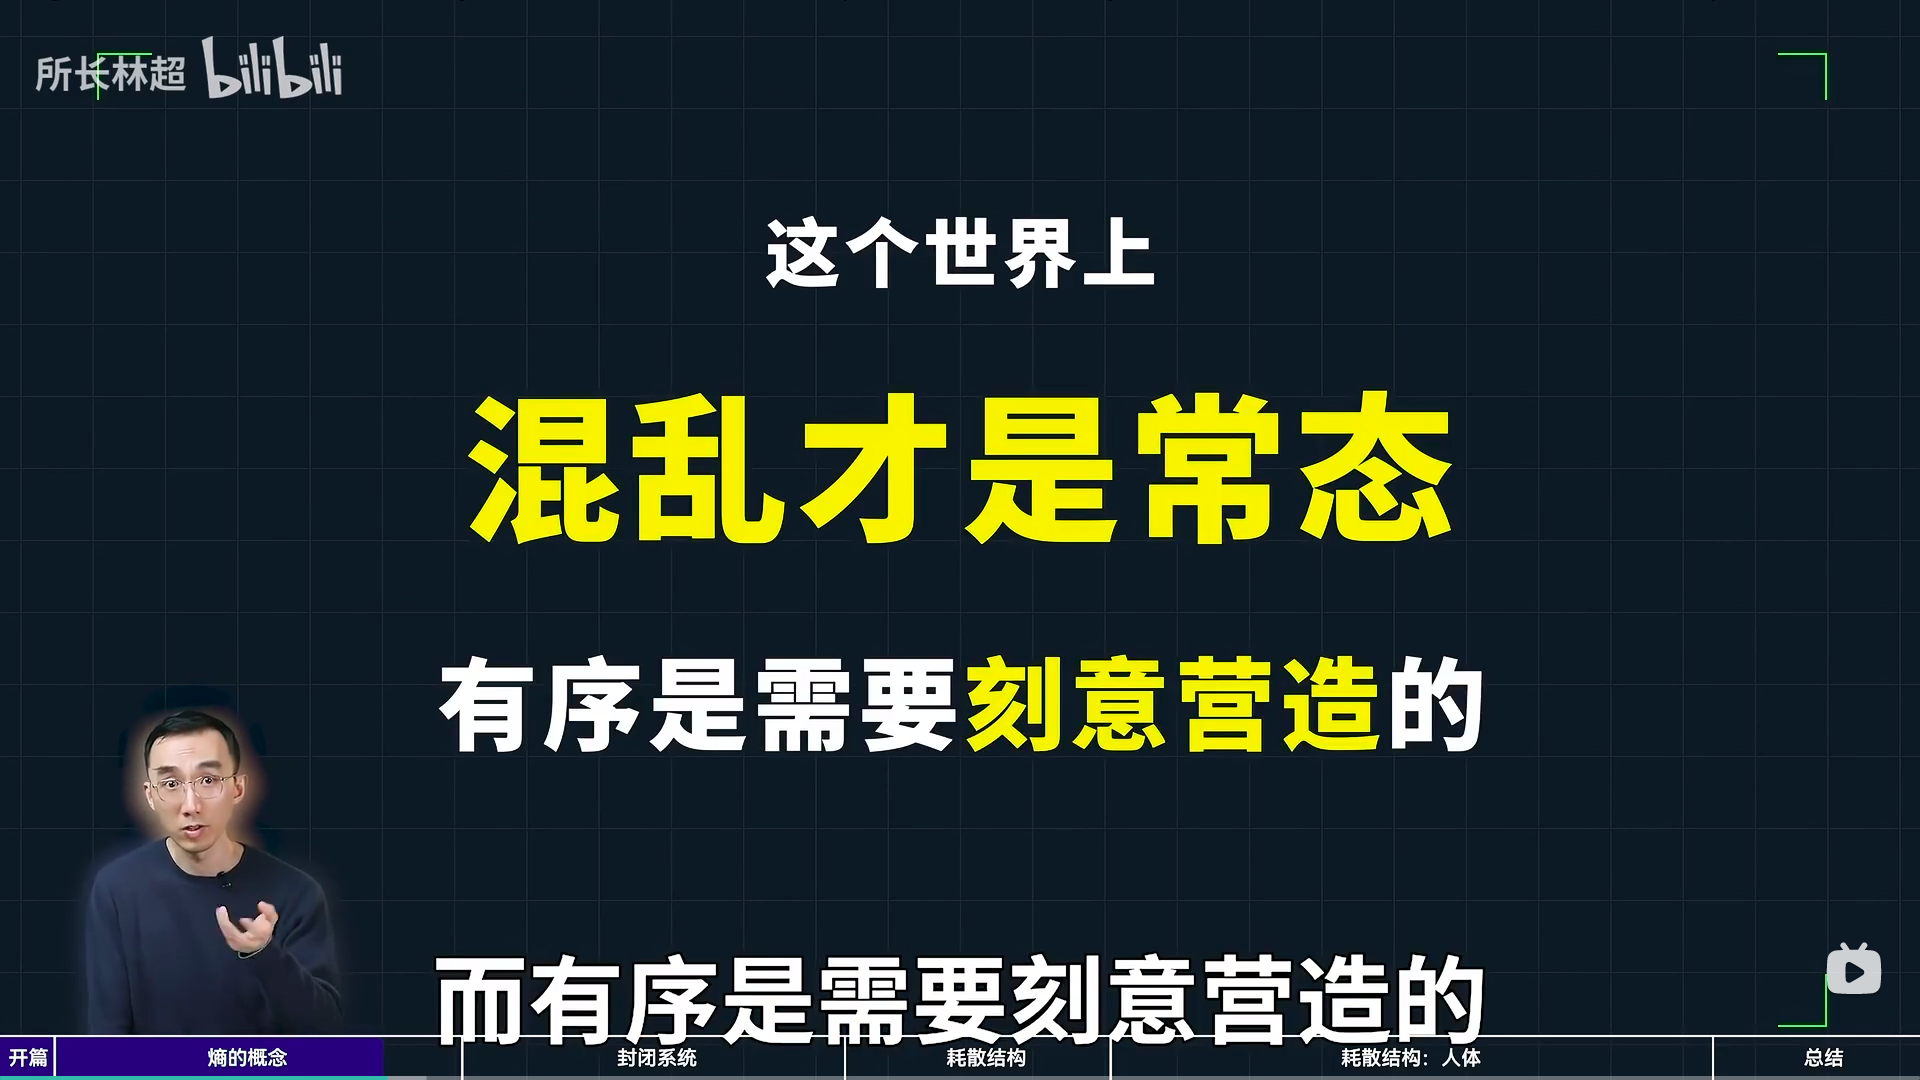 所长林超 bilibili
这个世界上
混乱才是常态
有序是需要刻意营造的
而有序是需要刻意营造的
开篇 熵的概念 封闭系统 耗散结构 耗散结构：人体 总结